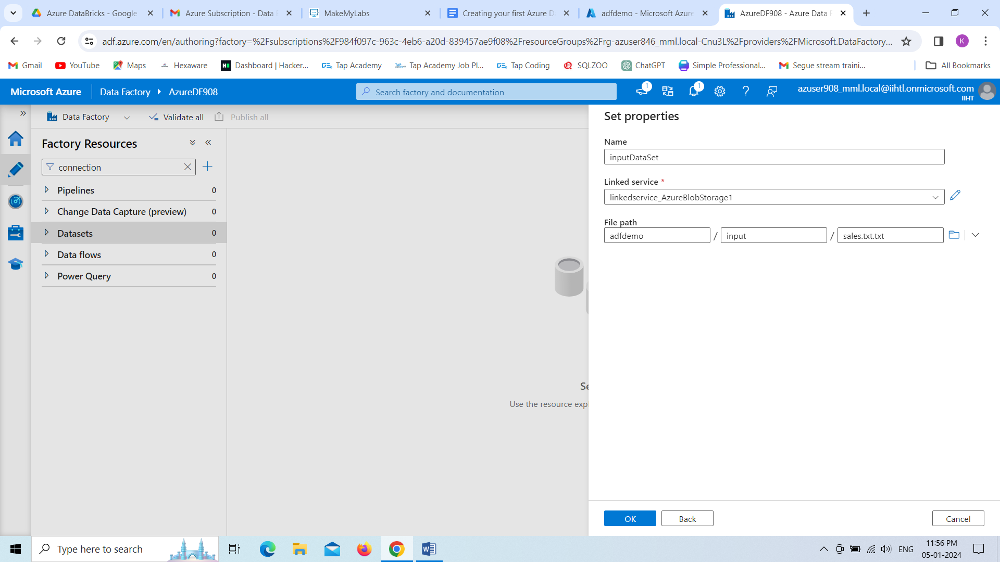 Azure DataBricks - Google
Azure Subscription - Data
MakeMyLabs
Creating your first Azure D
adfdemo - Microsoft Azure
AzureDF908 - Azure Data F
adf.azure.com/en/authoring?factory=%2Fsubscriptions%2F984f097c-963c-4eb6-a20d-839457ae9f08%2FresourceGroups%2Frg-azuser846_mml.local-Cnu3L%2Fproviders%2FMicrosoft.DataFactory...
K
Gmail
YouTube
Maps
Hexaware
Dashboard | Hacker...
Tap Academy
Tap Academy Job Pl...
Tap Coding
SQLZOO
ChatGPT
Simple Professional...
Segue stream traini...
All Bookmarks
Microsoft Azure
Data Factory
AzureDF908
Search factory and documentation
1
1
azuser908_mml.local@iihtl.onmicrosoft.com
IIHT
Data Factory
Validate all
Publish all
Factory Resources
connection
Pipelines 0
Change Data Capture (preview) 0
Datasets 0
Data flows 0
Power Query 0
Se
Use the resource exp
Set properties
Name
inputDataSet
Linked service *
linkedservice_AzureBlobStorage1
File path
adfdemo / input / sales.txt.txt
OK
Back
Cancel
Type here to search
ENG
11:56 PM
05-01-2024